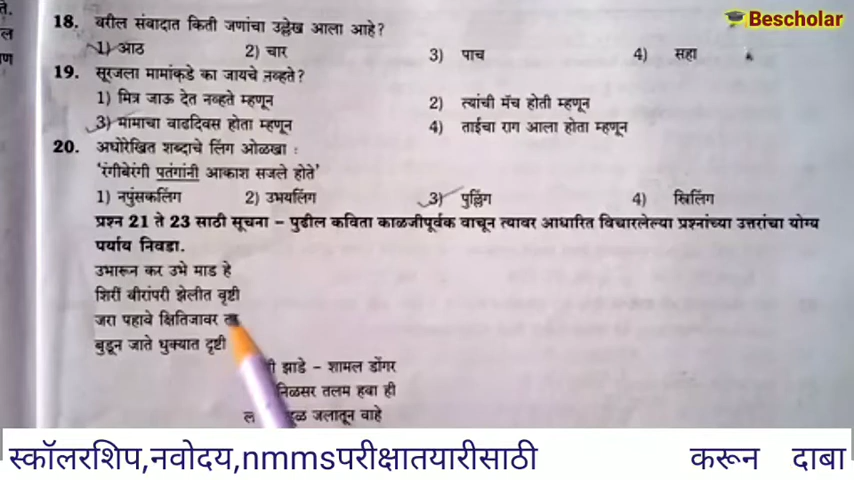 ते.
ल
ाण
Bescholar
18. वरील संवादात किती जणांचा उल्लेख आला आहे?
1) आठ 2) चार 3) पाच 4) सहा
19. सूरजला मामांकडे का जायचे नव्हते?
1) मित्र जाऊ देत नव्हते म्हणून 2) त्यांची मॅच होती म्हणून
3) मामाचा वाढदिवस होता म्हणून 4) ताईचा राग आला होता म्हणून
20. अधोरेखित शब्दाचे लिंग ओळखा :
'रंगीबेरंगी पतंगांनी आकाश सजले होते'
1) नपुंसकलिंग 2) उभयलिंग 3) पुल्लिंग 4) स्त्रिलिंग
प्रश्न 21 ते 23 साठी सूचना – पुढील कविता काळजीपूर्वक वाचून त्यावर आधारित विचारलेल्या प्रश्नांच्या उत्तरांचा योग्य
पर्याय निवडा.
उभारून कर उभे माड हे
शिरीं वीरांपरी झेलीत वृष्टी
जरा पहावे क्षितिजावर
बुडून जाते धुक्यात दृष्टी
झाडे – शामल डोंगर
तलम हवा ही
जलातून वाहे
स्कॉलरशिप,नवोदय,nmmsपरीक्षातयारीसाठी करून दाबा